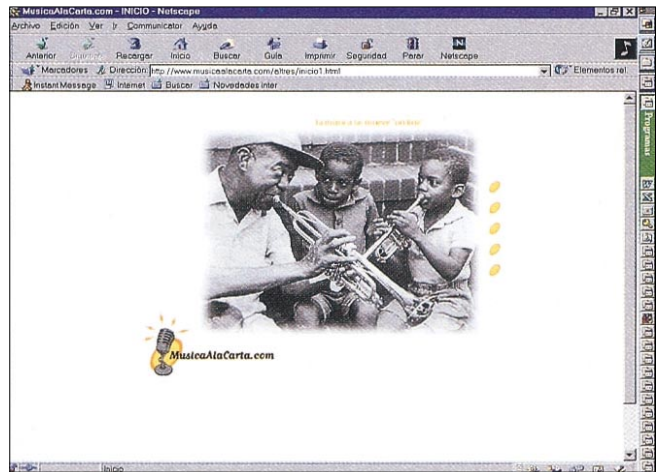 MusicaAlaCarta.com - INICIO - Netscape
Archivo Edición Ver Ir Communicator Ayuda
Anterior Recargar Inicio Buscar Guía Imprimir Seguridad Parar Netscape
Marcadores Dirección: http://www.musicaalacarta.com/altres/inicio1.html Elementos rel.
Instant Message Internet Buscar Novedades inter
Programas
MusicaAlaCarta.com
Inicio